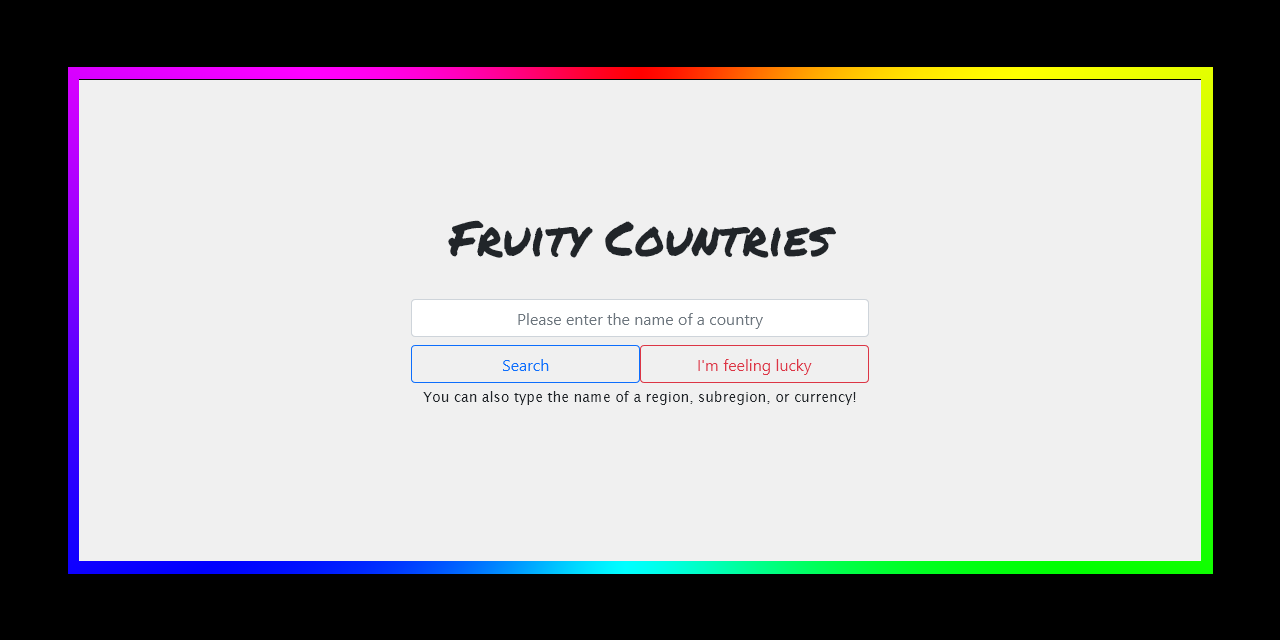 Fruity Countries
Please enter the name of a country
Search
I'm feeling lucky
You can also type the name of a region, subregion, or currency!